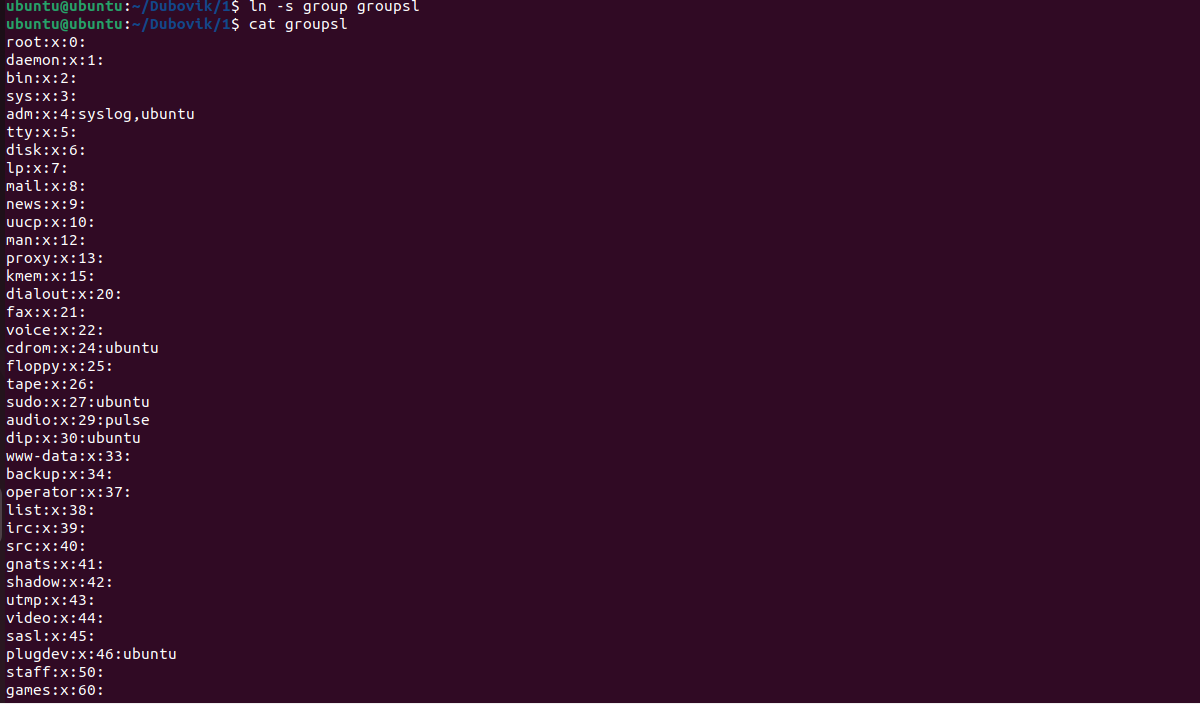 ubuntu@ubuntu:~/Dubovik/1$ ln -s group groupsl
ubuntu@ubuntu:~/Dubovik/1$ cat groupsl
root:x:0:
daemon:x:1:
bin:x:2:
sys:x:3:
adm:x:4:syslog,ubuntu
tty:x:5:
disk:x:6:
lp:x:7:
mail:x:8:
news:x:9:
uucp:x:10:
man:x:12:
proxy:x:13:
kmem:x:15:
dialout:x:20:
fax:x:21:
voice:x:22:
cdrom:x:24:ubuntu
floppy:x:25:
tape:x:26:
sudo:x:27:ubuntu
audio:x:29:pulse
dip:x:30:ubuntu
www-data:x:33:
backup:x:34:
operator:x:37:
list:x:38:
irc:x:39:
src:x:40:
gnats:x:41:
shadow:x:42:
utmp:x:43:
video:x:44:
sasl:x:45:
plugdev:x:46:ubuntu
staff:x:50:
games:x:60: